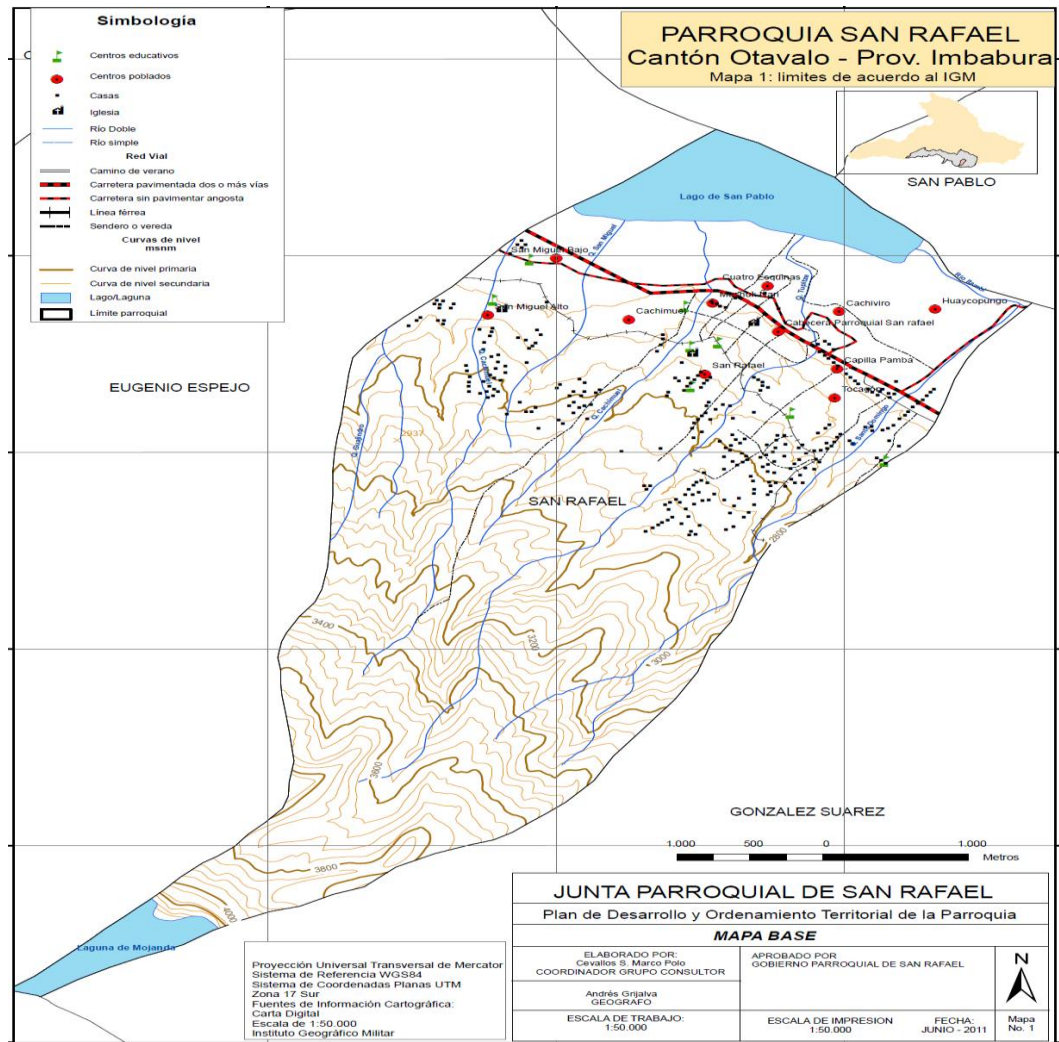 Simbología
Centros educativos
Centros poblados
Casas
Iglesia
Río Doble
Río simple
Red Vial
Camino de verano
Carretera pavimentada dos o más vías
Carretera sin pavimentar angosta
Línea férrea
Sendero o vereda
Curvas de nivel
msnm
Curva de nivel primaria
Curva de nivel secundaria
Lago/Laguna
Límite parroquial
PARROQUIA SAN RAFAEL
Cantón Otavalo - Prov. Imbabura
Mapa 1: limites de acuerdo al IGM
SAN PABLO
Lago de San Pablo
San Miguel Bajo
Q. San Miguel
Cuatro Esquinas
Q. Tupitze
Cachiviro
Huaycopungo
San Miguel Alto
Cachimuel
Cabecera Parroquial San rafael
Capilla Pamba
San Rafael
Tocagón
EUGENIO ESPEJO
Q. Cachimuel
2937
SAN RAFAEL
2800
3400
3200
3000
3600
3800
4000
Laguna de Mojanda
GONZALEZ SUAREZ
1.000 500 0 1.000
Metros
Proyección Universal Transversal de Mercator
Sistema de Referencia WGS84
Sistema de Coordenadas Planas UTM
Zona 17 Sur
Fuentes de Información Cartográfica:
Carta Digital
Escala de 1:50.000
Instituto Geográfico Militar
JUNTA PARROQUIAL DE SAN RAFAEL
Plan de Desarrollo y Ordenamiento Territorial de la Parroquia
MAPA BASE
ELABORADO POR:
Cevallos S. Marco Polo
COORDINADOR GRUPO CONSULTOR
Andrés Grijalva
GEOGRAFO
APROBADO POR
GOBIERNO PARROQUIAL DE SAN RAFAEL
ESCALA DE TRABAJO:
1:50.000
ESCALA DE IMPRESION
1:50.000
FECHA:
JUNIO - 2011
N
Mapa
No. 1